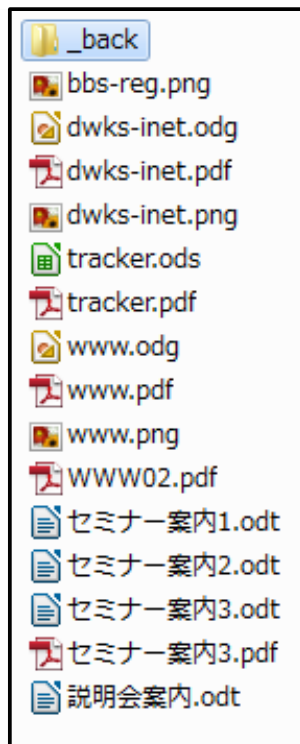 _back
bbs-reg.png
dwks-inet.odg
dwks-inet.pdf
dwks-inet.png
tracker.ods
tracker.pdf
www.odg
www.pdf
www.png
WWW02.pdf
セミナー案内1.odt
セミナー案内2.odt
セミナー案内3.odt
セミナー案内3.pdf
説明会案内.odt